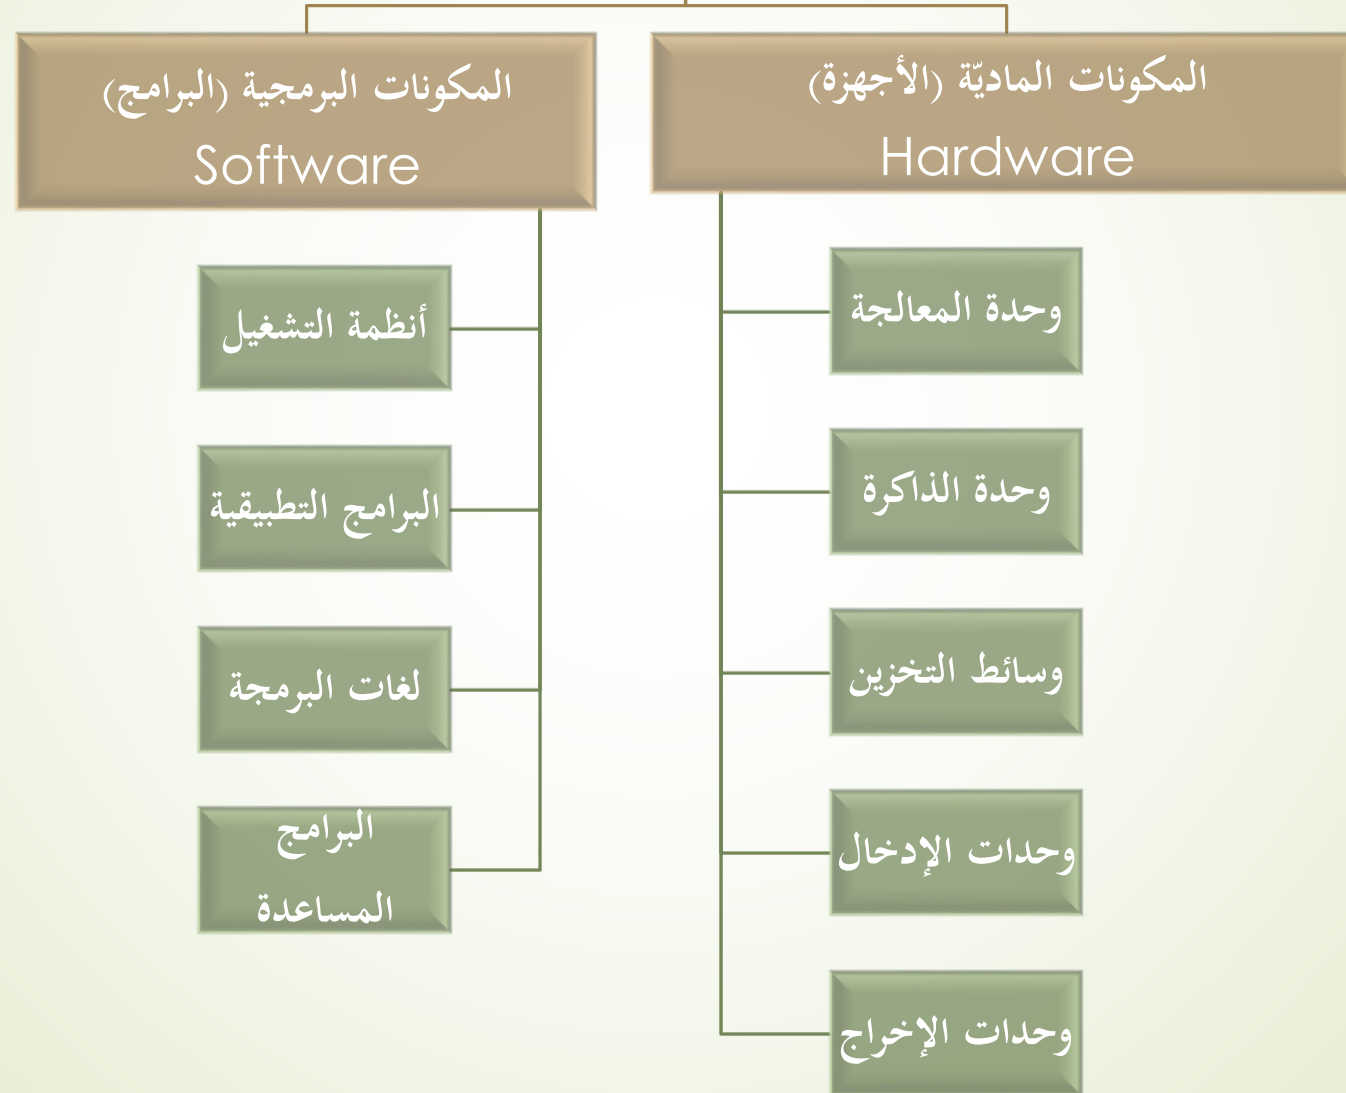 المكونات الماديّة (الأجهزة)
Hardware
وحدة المعالجة
وحدة الذاكرة
وسائط التخزين
وحدات الإدخال
وحدات الإخراج
المكونات البرمجية (البرامج)
Software
أنظمة التشغيل
البرامج التطبيقية
لغات البرمجة
البرامج
المساعدة